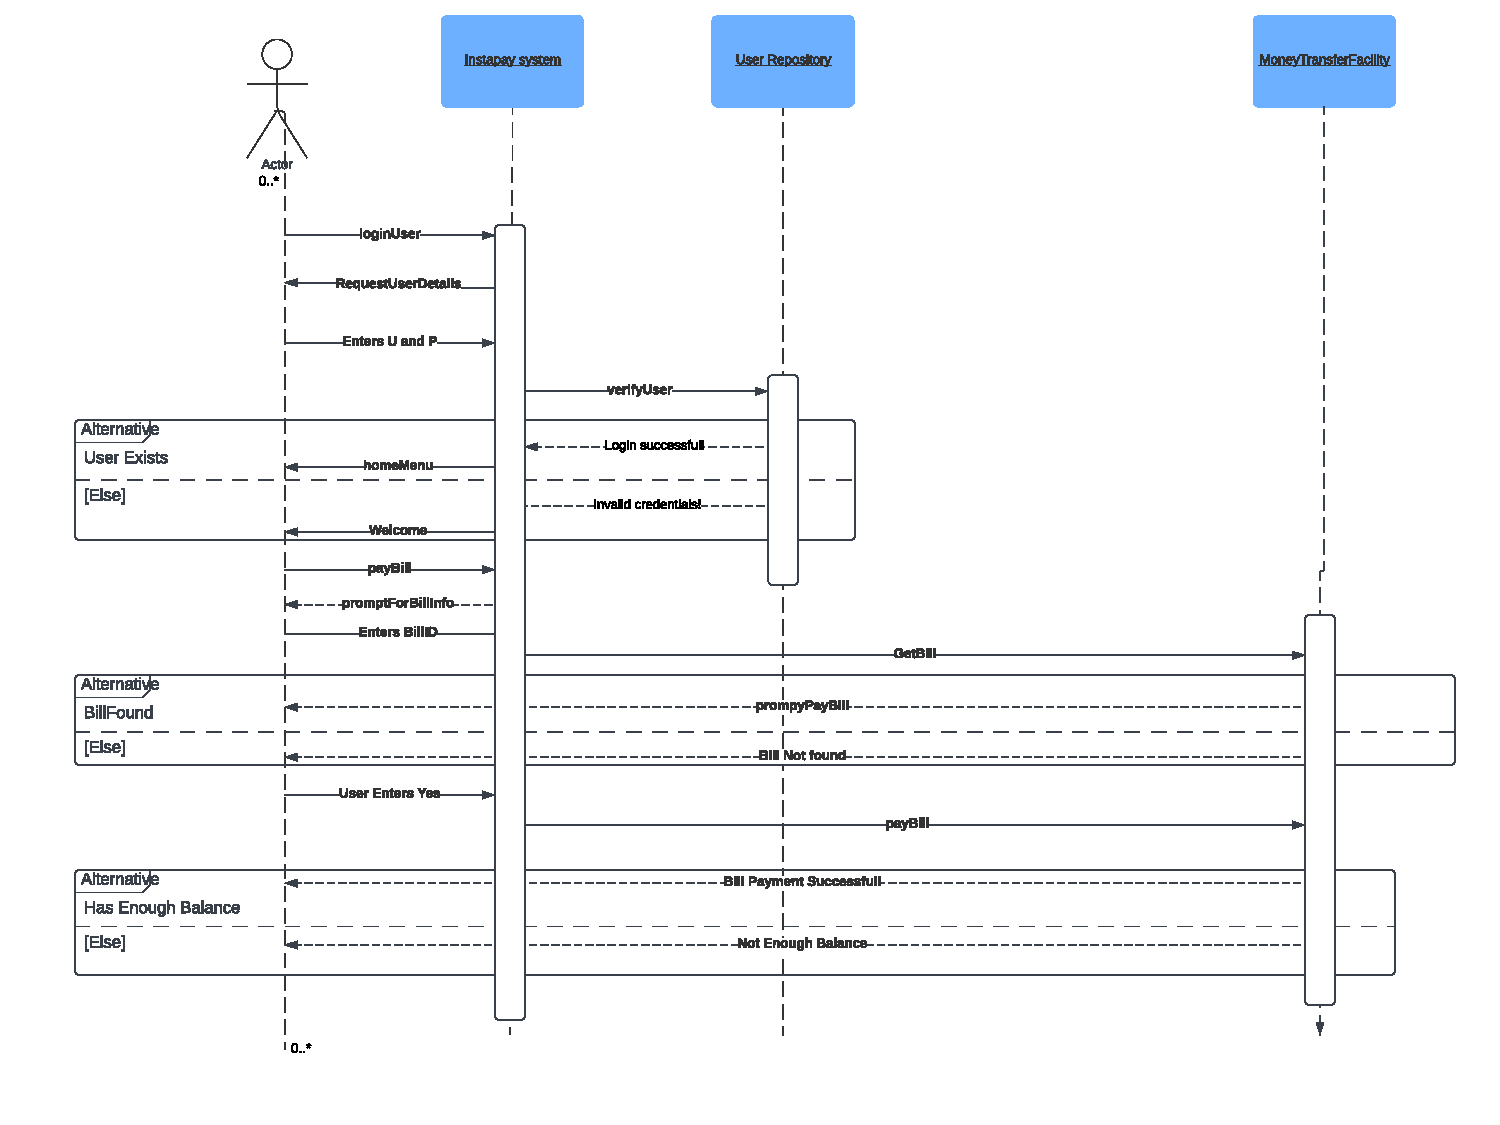 Instapay system
User Repository
MoneyTransferFacility
Actor
0..*
loginUser
RequestUserDetails
Enters U and P
verifyUser
Alternative
User Exists
Login successfull
homeMenu
[Else]
Invalid credentials!
Welcome
payBill
promptForBillInfo
Enters BillID
GetBill
Alternative
BillFound
prompyPayBill
[Else]
Bill Not found
User Enters Yes
payBill
Alternative
Bill Payment Successfull
Has Enough Balance
[Else]
Not Enough Balance
0..*